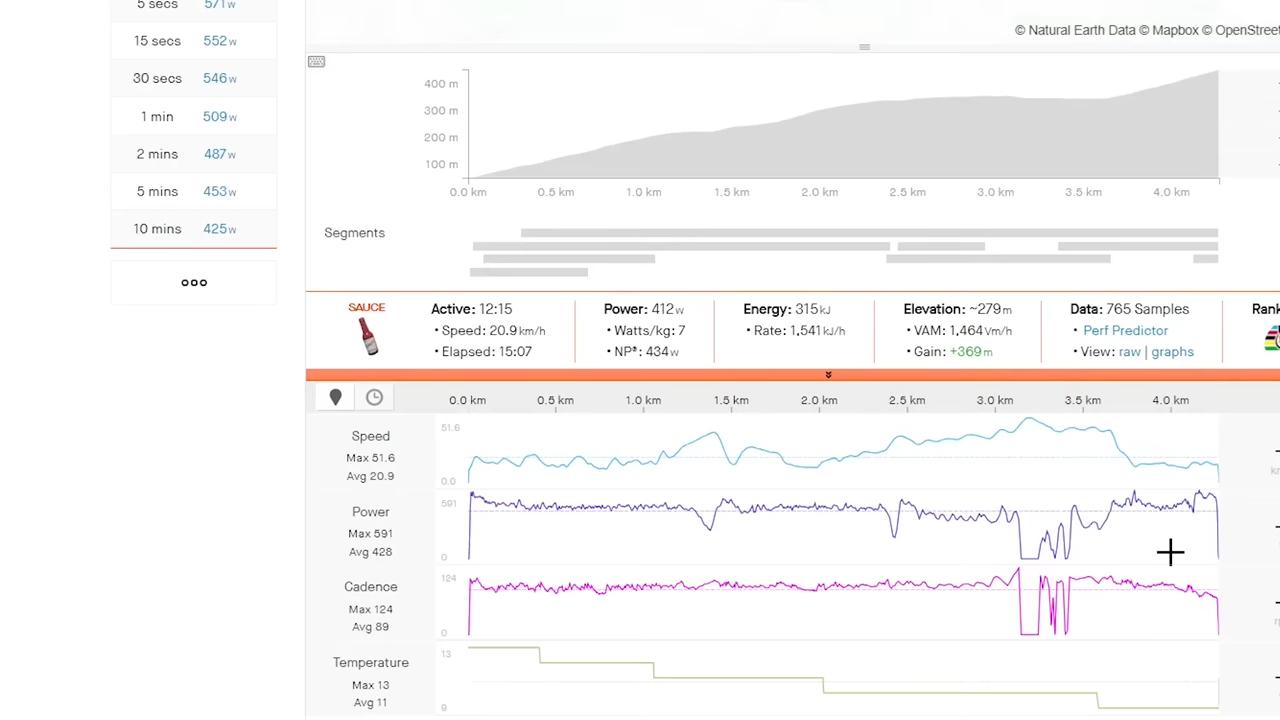 5 secs 571w
15 secs 552w
30 secs 546w
1 min 509w
2 mins 487w
5 mins 453w
10 mins 425w
© Natural Earth Data © Mapbox © OpenStree
400 m
300 m
200 m
100 m
0.0 km 0.5 km 1.0 km 1.5 km 2.0 km 2.5 km 3.0 km 3.5 km 4.0 km
Segments
SAUCE
Active: 12:15
• Speed: 20.9km/h
• Elapsed: 15:07
Power: 412w
• Watts/kg: 7
• NP®: 434w
Energy: 315kJ
• Rate: 1,541kJ/h
Elevation: ~279m
• VAM: 1,464Vm/h
• Gain: +369m
Data: 765 Samples
• Perf Predictor
• View: raw | graphs
Rank
0.0 km 0.5 km 1.0 km 1.5 km 2.0 km 2.5 km 3.0 km 3.5 km 4.0 km
Speed
Max 51.6
Avg 20.9
51.6
0.0
Power
Max 591
Avg 428
591
0
Cadence
Max 124
Avg 89
124
0
Temperature
Max 13
Avg 11
13
9